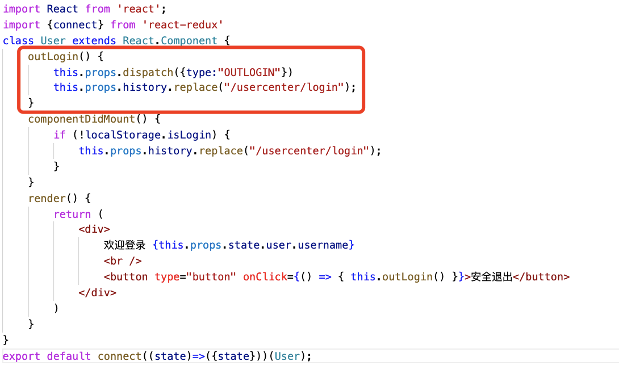 import React from 'react';
import {connect} from 'react-redux'
class User extends React.Component {
    outLogin() {
        this.props.dispatch({type:"OUTLOGIN"})
        this.props.history.replace("/usercenter/login");
    }
    componentDidMount() {
        if (!localStorage.isLogin) {
            this.props.history.replace("/usercenter/login");
        }
    }
    render() {
        return (
            <div>
                欢迎登录 {this.props.state.user.username}
                <br />
                <button type="button" onClick={() => { this.outLogin() }}>安全退出</button>
            </div>
        )
    }
}
export default connect((state)=>({state}))(User);